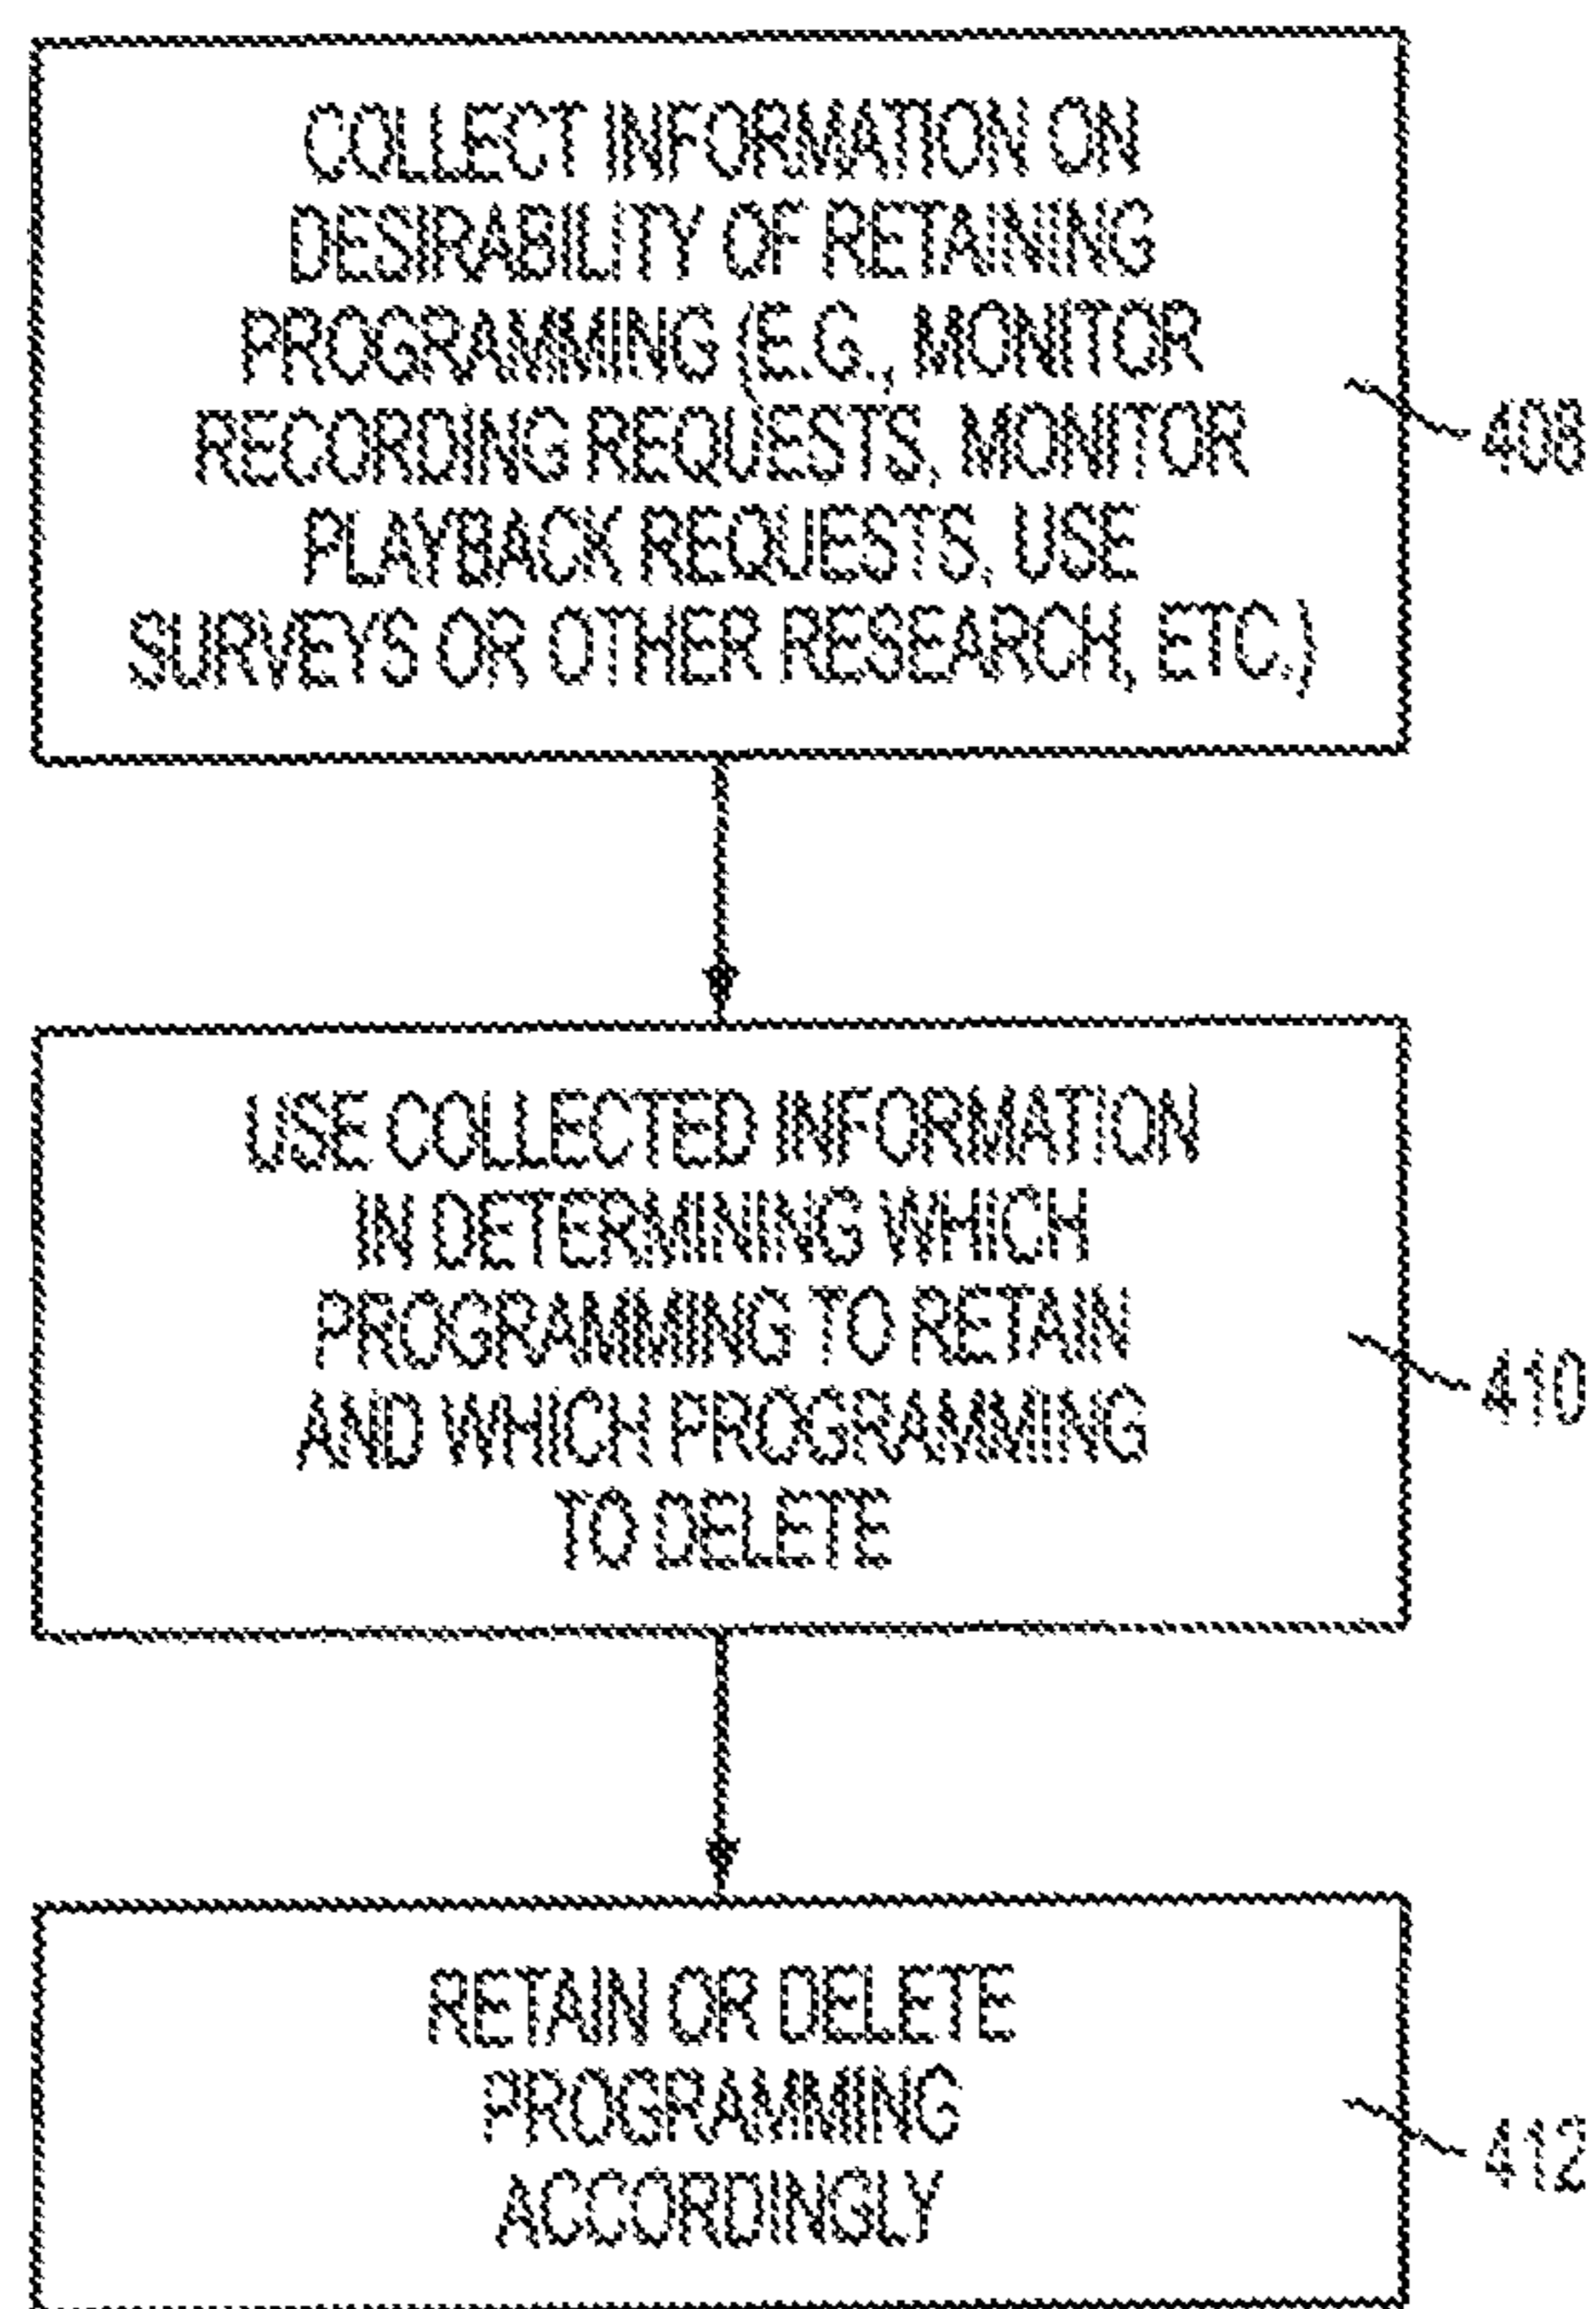 COLLECT INFORMATION ON
DESIRABILITY OF RETAINING
PROGRAMMING (E.G., MONITOR
RECORDING REQUESTS, MONITOR
PLAYBACK REQUESTS, USE
SURVEYS OR OTHER RESEARCH, ETC.)
408
USE COLLECTED INFORMATION
IN DETERMINING WHICH
PROGRAMMING TO RETAIN
AND WHICH PROGRAMMING
TO DELETE
410
RETAIN OR DELETE
PROGRAMMING
ACCORDINGLY
412